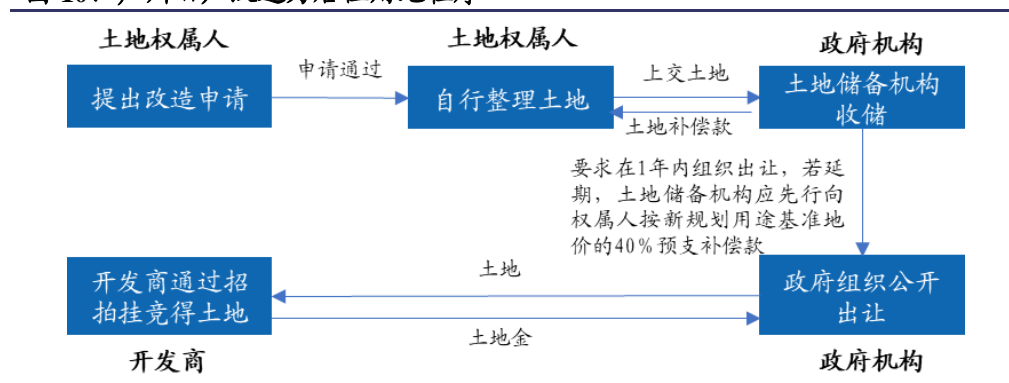 土地权属人
土地权属人
政府机构
提出改造申请
申请通过
自行整理土地
上交土地
土地补偿款
土地储备机构
收储
要求在1年内组织出让，若延
期，土地储备机构应先行向
权属人按新规划用途基准地
价的40%预支补偿款
开发商通过招
拍挂竞得土地
土地
土地金
政府组织公开
出让
开发商
政府机构